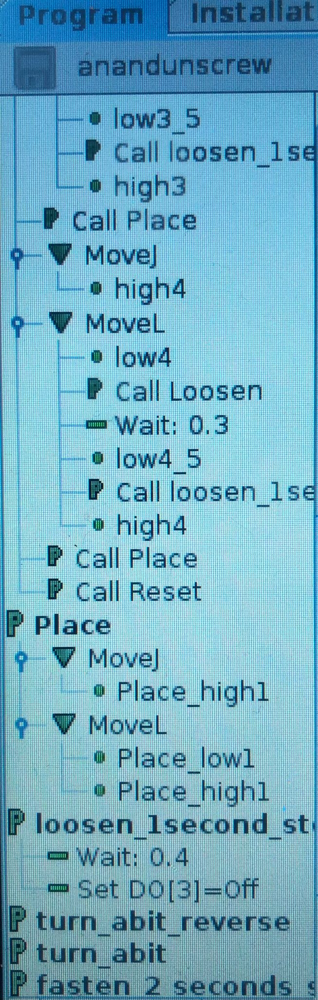 Program Installat
anandunscrew
low3_5
Call loosen_1se
high3
Call Place
MoveJ
high4
MoveL
low4
Call Loosen
Wait: 0.3
low4_5
Call loosen_1se
high4
Call Place
Call Reset
Place
MoveJ
Place_high1
MoveL
Place_low1
Place_high1
loosen_1second_st
Wait: 0.4
Set DO[3]=Off
turn_abit_reverse
turn_abit
fasten 2 seconds s